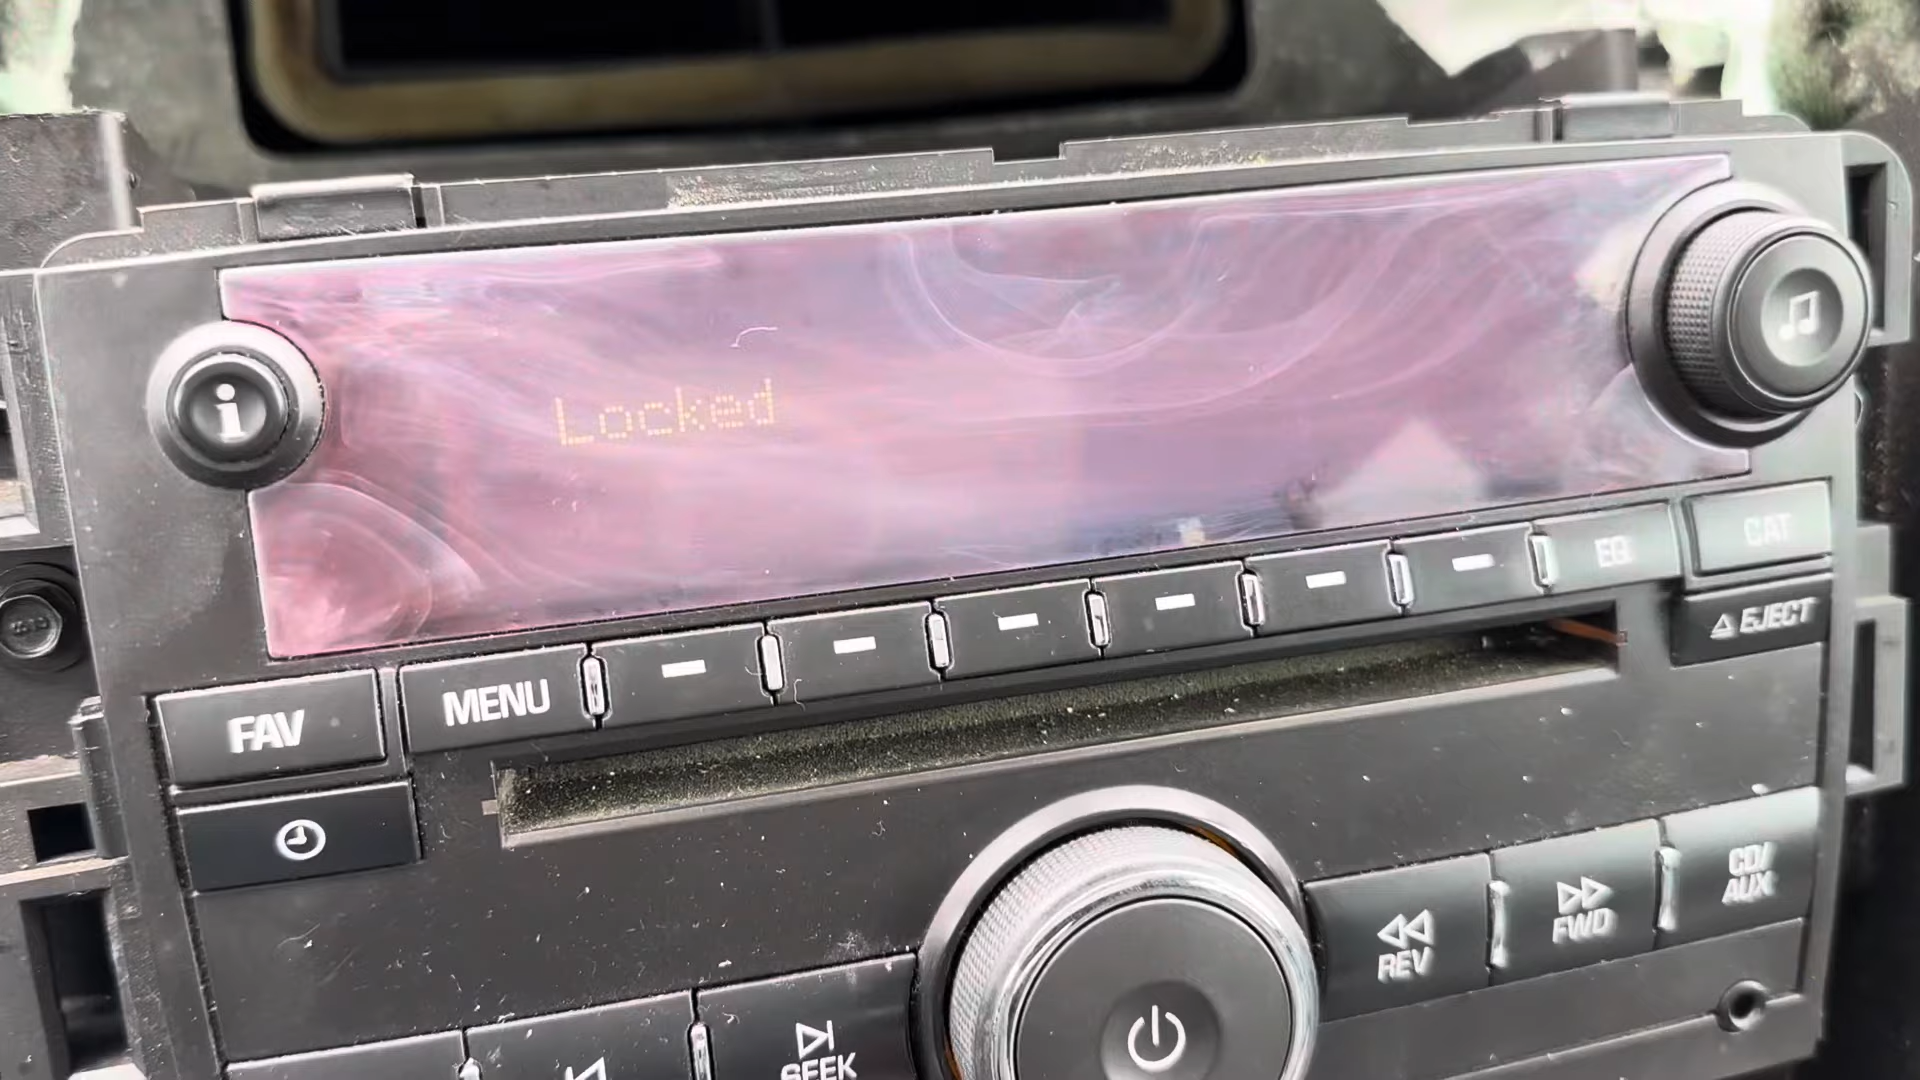 Locked
i
EQ
CAT
EJECT
MENU
FAV
CD/
AUX
FWD
REV
SEEK